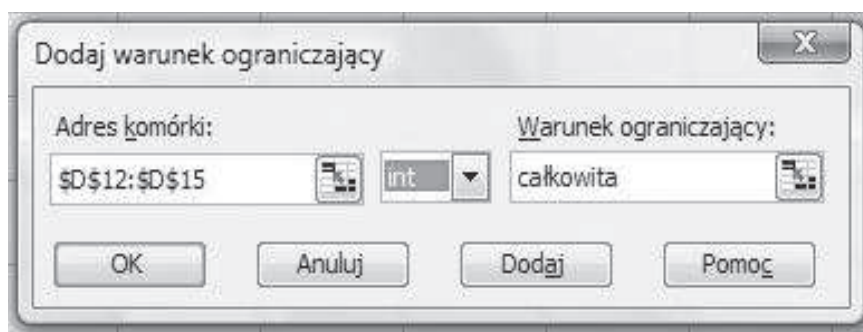 Dodaj warunek ograniczający
Adres komórki: Warunek ograniczający:
$D$12:$D$15 int całkowita
OK Anuluj Dodaj Pomoc